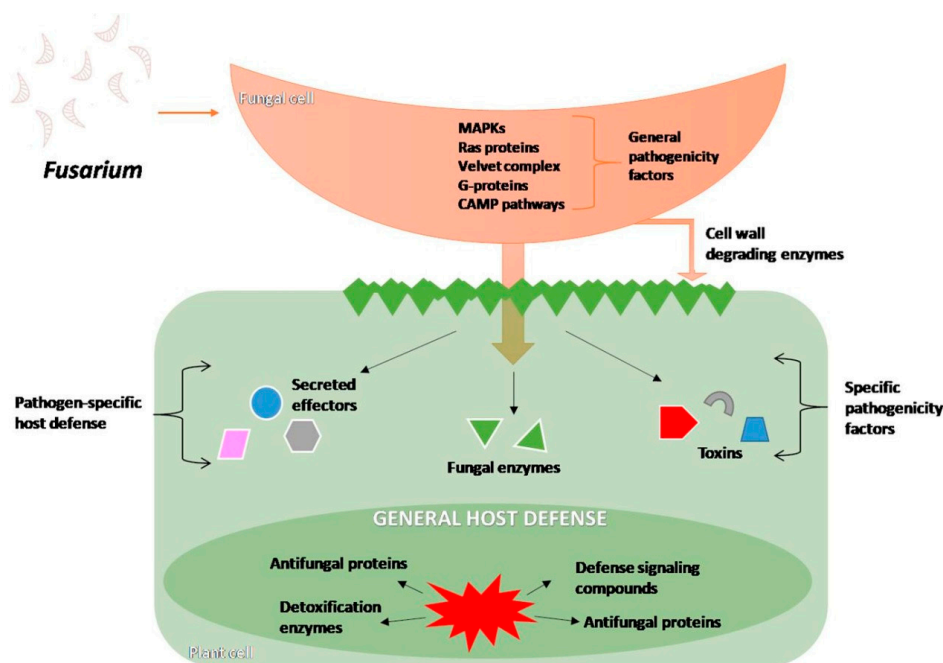 Fungal cell
Fusarium
MAPKs
Ras proteins
Velvet complex
G-proteins
CAMP pathways
General
pathogenicity
factors
Cell wall
degrading enzymes
Pathogen-specific
host defense
Secreted
effectors
Fungal enzymes
Toxins
Specific
pathogenicity
factors
GENERAL HOST DEFENSE
Antifungal proteins
Defense signaling
compounds
Detoxification
enzymes
Antifungal proteins
Plant cell